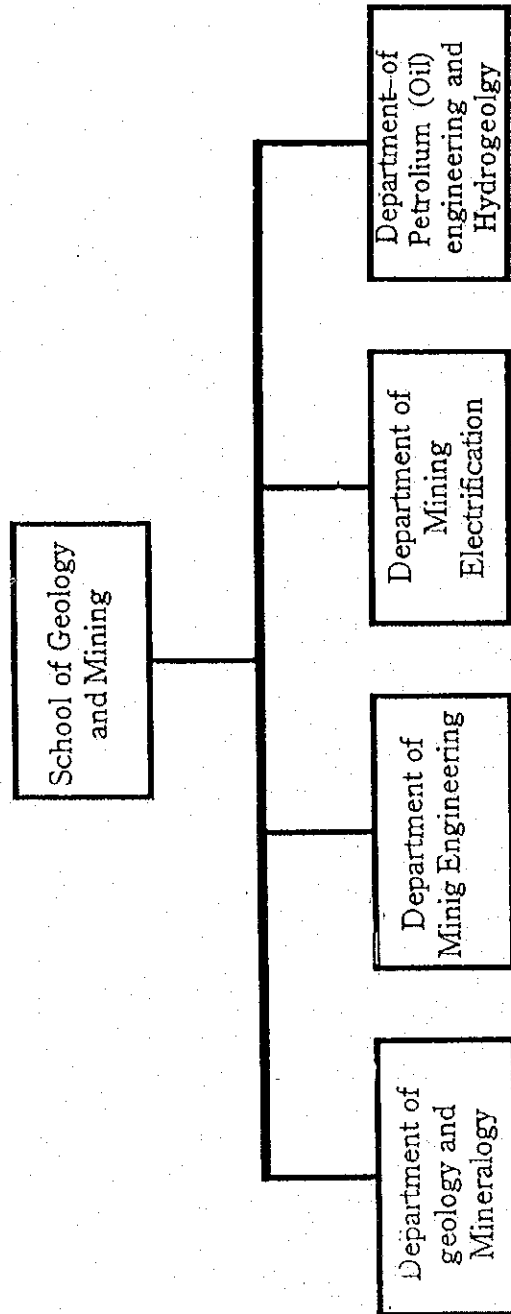 School of Geology
and Mining
Department of
geology and
Mineralogy
Department of
Minig Engineering
Department of
Mining
Electrification
Department of
Petrolium (Oil)
engineering and
Hydrogeolgy